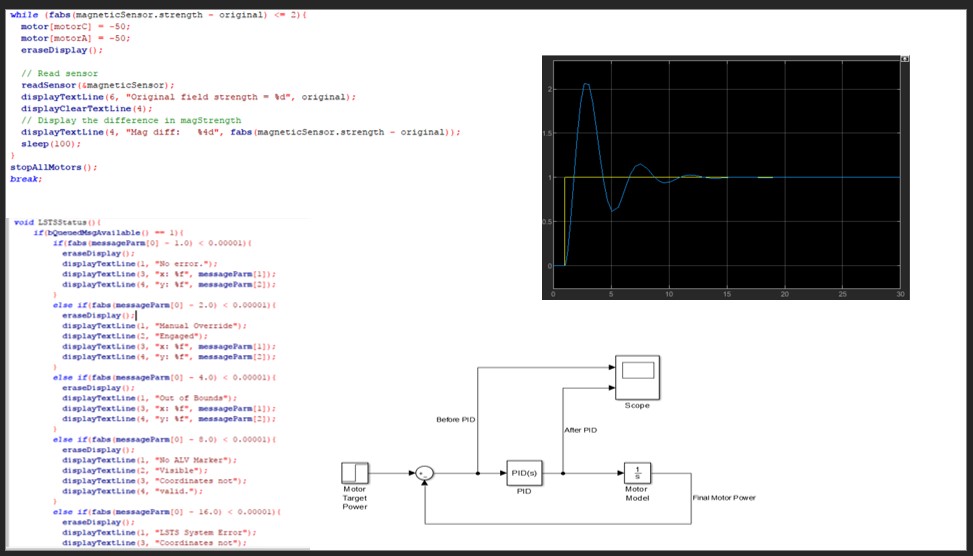 while (fabs(magneticSensor.strength - original) <= 2){
motor[motorC] = -50;
motor[motorA] = -50;
eraseDisplay();
// Read sensor
readSensor(&magneticSensor);
displayTextLine(6, "Original field strength = %d", original);
displayClearTextLine(4);
// Display the difference in magStrength
displayTextLine(4, "Mag diff:   %4d", fabs(magneticSensor.strength - original));
sleep(100);
}
stopAllMotors();
break;
void LSTSStatus(){
if(bQueuedMsgAvailable() == 1){
if(fabs(messageParm[0] - 1.0) < 0.00001){
eraseDisplay();
displayTextLine(1, "No error.");
displayTextLine(3, "x: %f", messageParm[1]);
displayTextLine(4, "y: %f", messageParm[2]);
}
else if(fabs(messageParm[0] - 2.0) < 0.00001){
eraseDisplay();
displayTextLine(1, "Manual Override");
displayTextLine(2, "Engaged");
displayTextLine(3, "x: %f", messageParm[1]);
displayTextLine(4, "y: %f", messageParm[2]);
}
else if(fabs(messageParm[0] - 4.0) < 0.00001){
eraseDisplay();
displayTextLine(1, "Out of Bounds");
displayTextLine(3, "x: %f", messageParm[1]);
displayTextLine(4, "y: %f", messageParm[2]);
}
else if(fabs(messageParm[0] - 8.0) < 0.00001){
eraseDisplay();
displayTextLine(1, "No ALV Marker");
displayTextLine(2, "Visible");
displayTextLine(3, "Coordinates not");
displayTextLine(4, "valid.");
}
else if(fabs(messageParm[0] - 16.0) < 0.00001){
eraseDisplay();
displayTextLine(1, "LSTS System Error");
displayTextLine(3, "Coordinates not");
2
1.5
1
0.5
0
0 5 10 15 20 25 30
Scope
Before PID
After PID
PID(s)
PID
1
s
Motor
Model
Motor
Target
Power
Final Motor Power